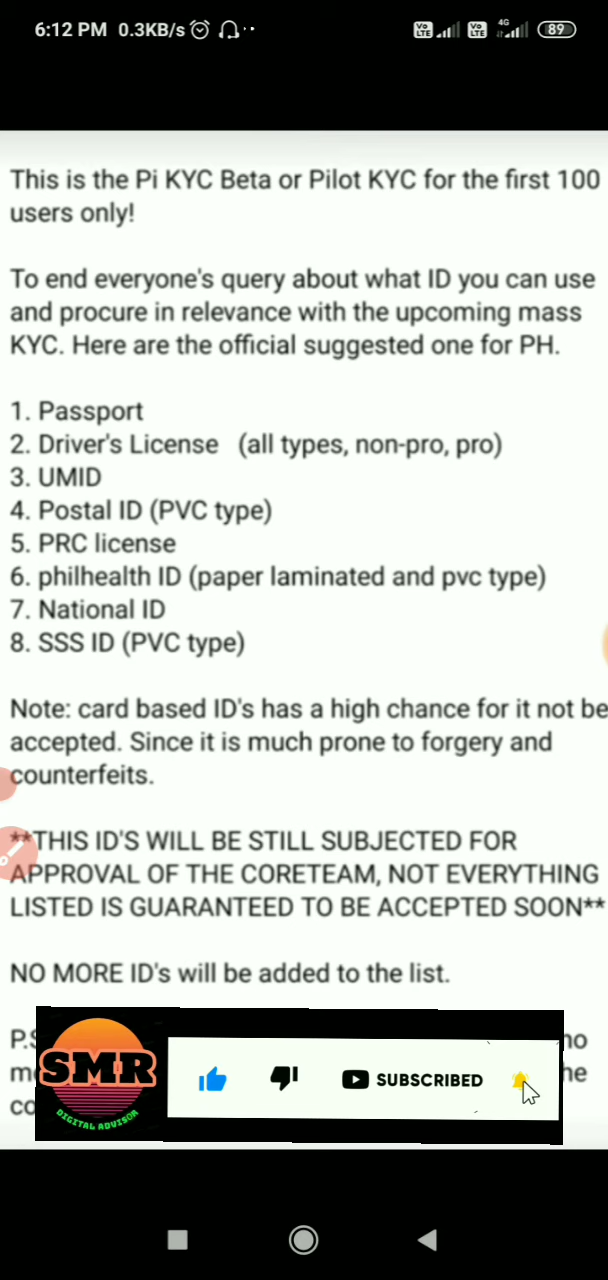 6:12 PM 0.3KB/s
Vo LTE Vo LTE 4G 89
This is the Pi KYC Beta or Pilot KYC for the first 100
users only!
To end everyone's query about what ID you can use
and procure in relevance with the upcoming mass
KYC. Here are the official suggested one for PH.
1. Passport
2. Driver's License (all types, non-pro, pro)
3. UMID
4. Postal ID (PVC type)
5. PRC license
6. philhealth ID (paper laminated and pvc type)
7. National ID
8. SSS ID (PVC type)
Note: card based ID's has a high chance for it not be
accepted. Since it is much prone to forgery and
counterfeits.
**THIS ID'S WILL BE STILL SUBJECTED FOR
APPROVAL OF THE CORETEAM, NOT EVERYTHING
LISTED IS GUARANTEED TO BE ACCEPTED SOON**
NO MORE ID's will be added to the list.
SMR
DIGITAL ADVISOR
SUBSCRIBED